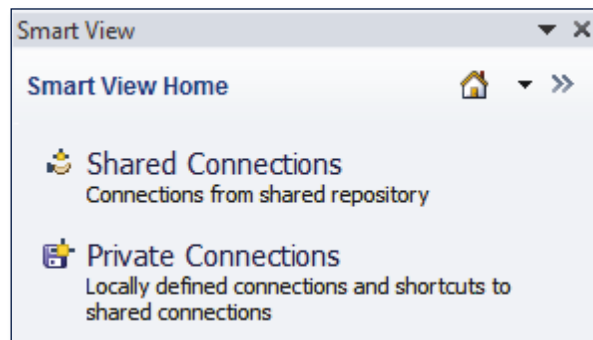 Smart View
Smart View Home
Shared Connections
Connections from shared repository
Private Connections
Locally defined connections and shortcuts to
shared connections